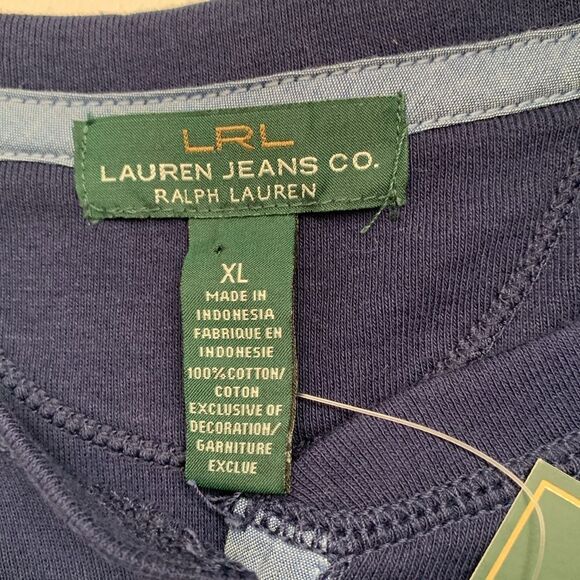 LRL
LAUREN JEANS CO.
RALPH LAUREN
XL
MADE IN
INDONESIA
FABRIQUE EN
INDONESIE
100% COTTON/
COTON
EXCLUSIVE OF
DECORATION/
GARNITURE
EXCLUE